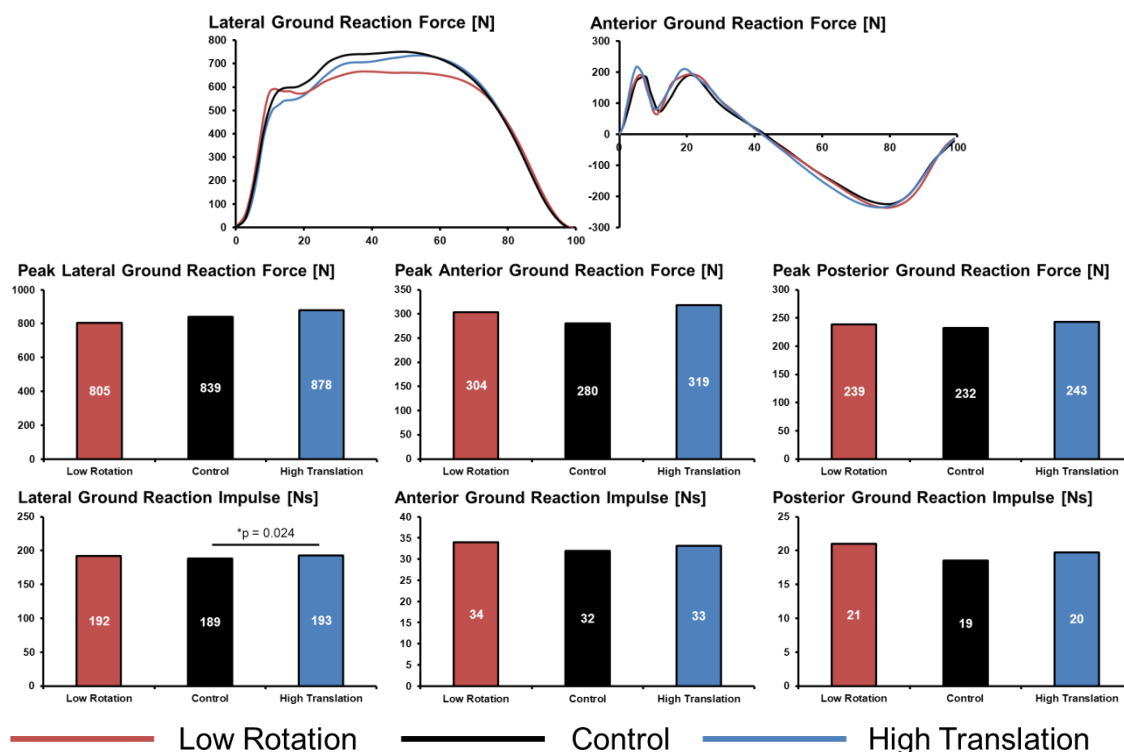 Lateral Ground Reaction Force [N]
800
700
600
500
400
300
200
100
0
0 20 40 60 80 100
Anterior Ground Reaction Force [N]
300
200
100
0
-100
-200
-300
0 20 40 60 80 100
Peak Lateral Ground Reaction Force [N]
1000
800
600
400
200
0
805 839 878
Low Rotation Control High Translation
Peak Anterior Ground Reaction Force [N]
350
300
250
200
150
100
50
0
304 280 319
Low Rotation Control High Translation
Peak Posterior Ground Reaction Force [N]
300
250
200
150
100
50
0
239 232 243
Low Rotation Control High Translation
Lateral Ground Reaction Impulse [Ns]
250
200
150
100
50
0
*p = 0.024
192 189 193
Low Rotation Control High Translation
Anterior Ground Reaction Impulse [Ns]
40
35
30
25
20
15
10
5
0
34 32 33
Low Rotation Control High Translation
Posterior Ground Reaction Impulse [Ns]
25
20
15
10
5
0
21 19 20
Low Rotation Control High Translation
Low Rotation Control High Translation